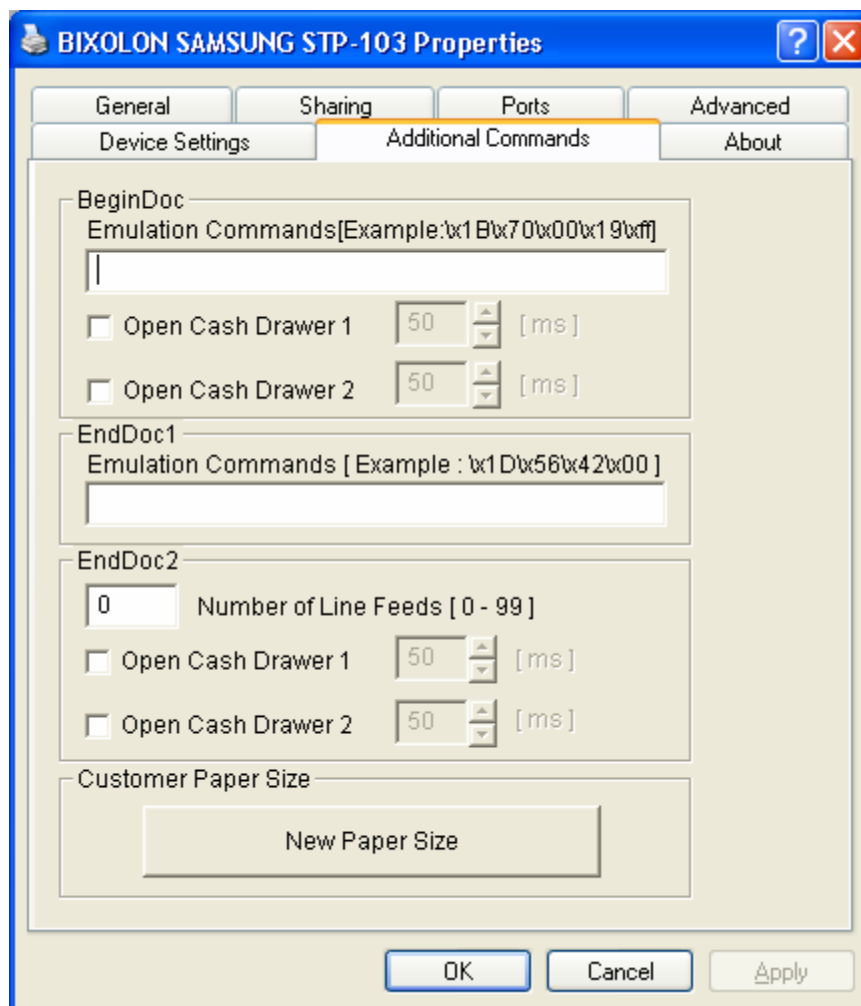 BIXOLON SAMSUNG STP-103 Properties
General Sharing Ports Advanced
Device Settings Additional Commands About
BeginDoc
Emulation Commands[Example:\x1B\x70\x00\x19\xff]
Open Cash Drawer 1 50 [ ms ]
Open Cash Drawer 2 50 [ ms ]
EndDoc1
Emulation Commands [ Example : \x1D\x56\x42\x00 ]
EndDoc2
0 Number of Line Feeds [ 0 - 99 ]
Open Cash Drawer 1 50 [ ms ]
Open Cash Drawer 2 50 [ ms ]
Customer Paper Size
New Paper Size
OK Cancel Apply